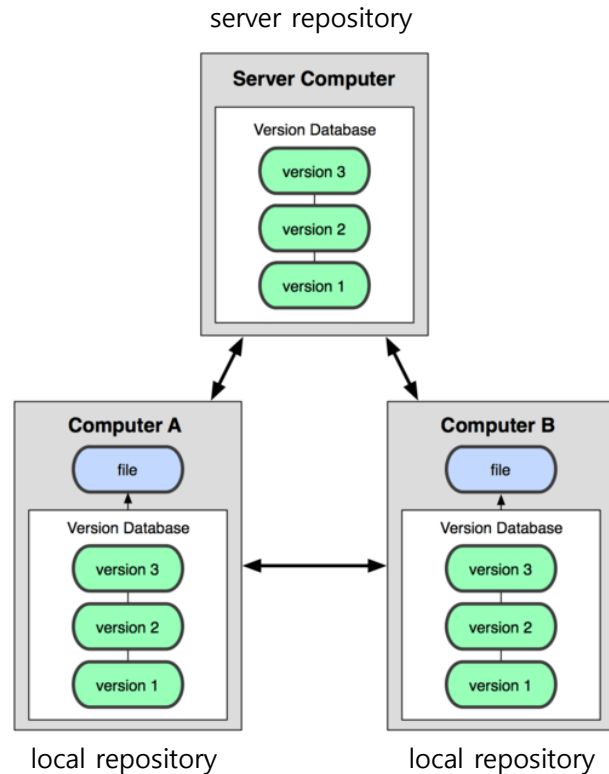 server repository
Server Computer
Version Database
version 3
version 2
version 1
Computer A
file
Version Database
version 3
version 2
version 1
local repository
Computer B
file
Version Database
version 3
version 2
version 1
local repository